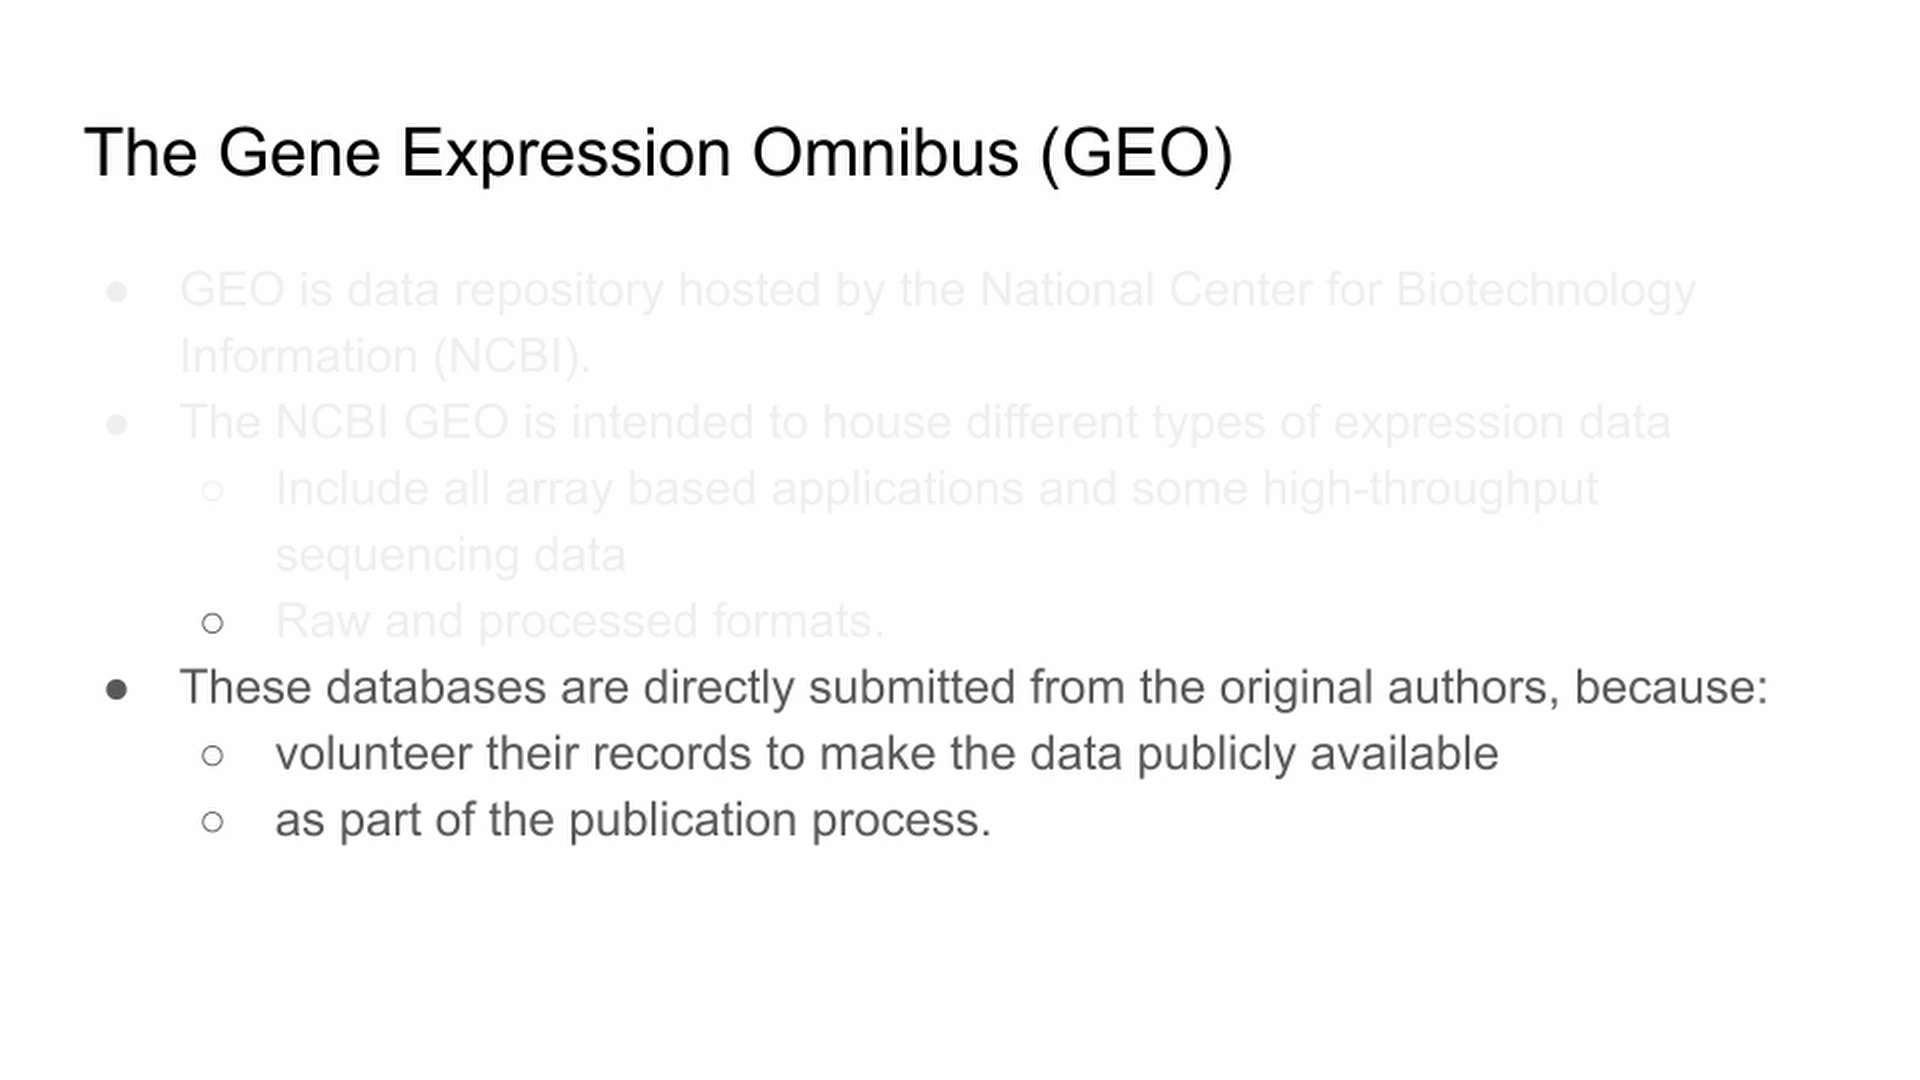 The Gene Expression Omnibus (GEO)
● GEO is data repository hosted by the National Center for Biotechnology
Information (NCBI).
● The NCBI GEO is intended to house different types of expression data
○ Include all array based applications and some high-throughput
sequencing data
○ Raw and processed formats.
● These databases are directly submitted from the original authors, because:
○ volunteer their records to make the data publicly available
○ as part of the publication process.